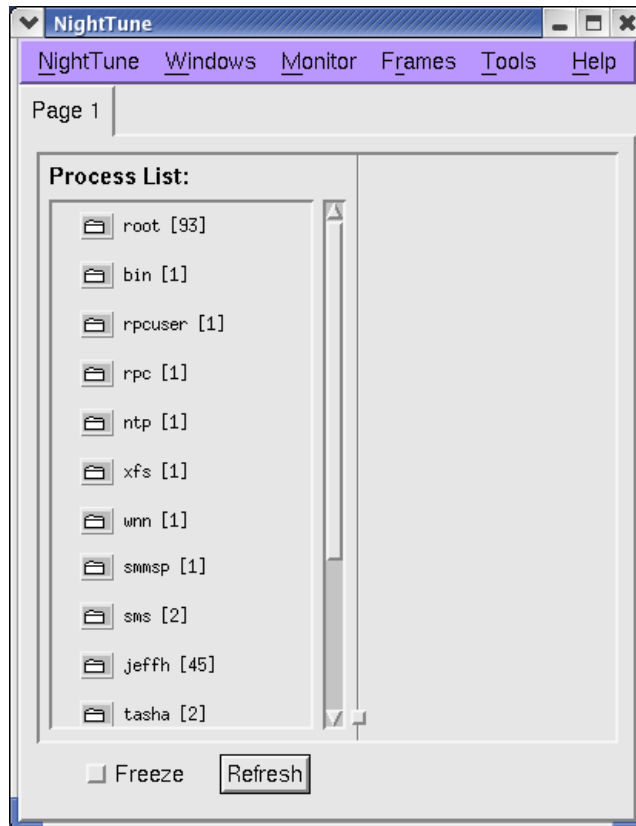 NightTune
NightTune Windows Monitor Frames Tools Help
Page 1
Process List:
root [93]
bin [1]
rpcuser [1]
rpc [1]
ntp [1]
xfs [1]
wnn [1]
smmsp [1]
sms [2]
jeffh [45]
tasha [2]
Freeze Refresh